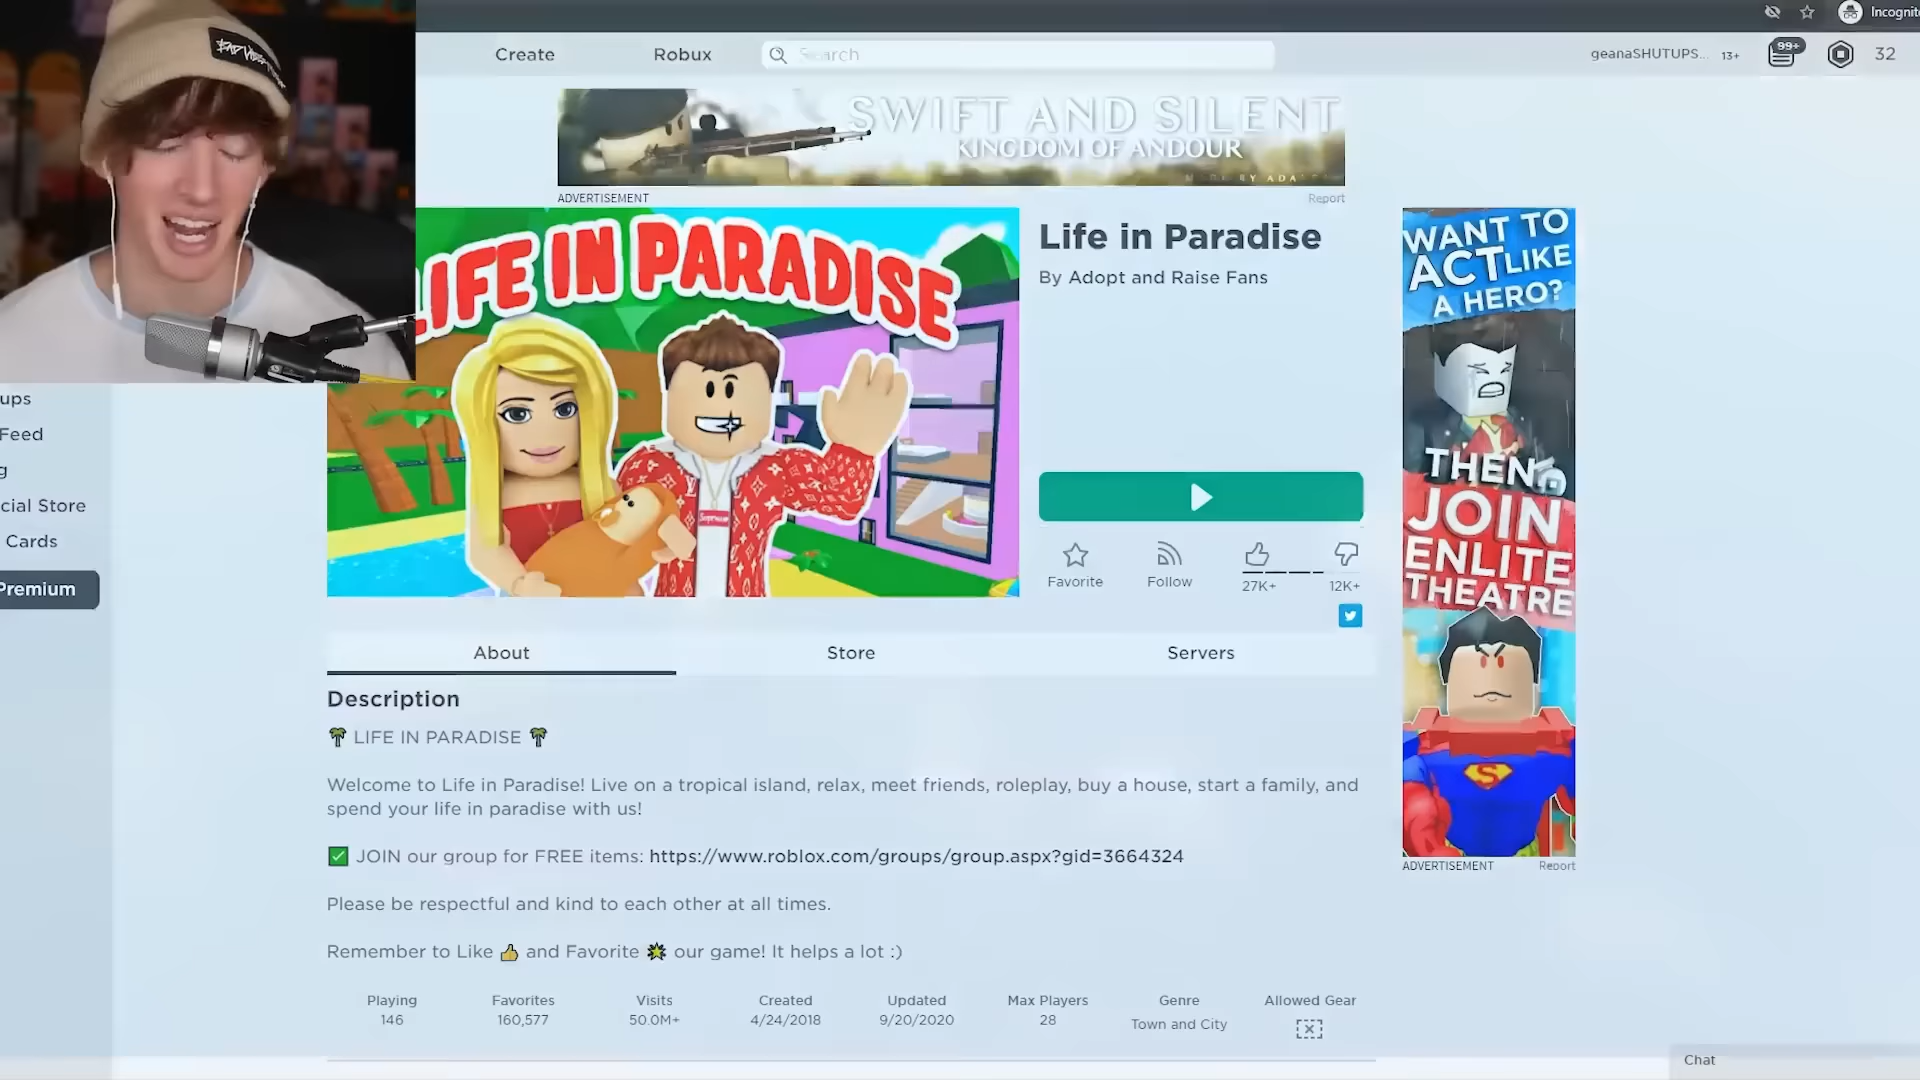 Incognit
Create
Robux
Search
geanaSHUTUPS...
13+
99+
32
SWIFT AND SILENT
KINGDOM OF ANDOUR
ADVERTISEMENT
Report
LIFE IN PARADISE
Life in Paradise
By Adopt and Raise Fans
WANT TO
ACT LIKE
A HERO?
THEN
JOIN
ENLITE
THEATRE
S
ADVERTISEMENT
Report
ups
Feed
g
cial Store
Cards
Premium
Supreme
Favorite
Follow
27K+
12K+
About
Store
Servers
Description
🌴 LIFE IN PARADISE 🌴
Welcome to Life in Paradise! Live on a tropical island, relax, meet friends, roleplay, buy a house, start a family, and
spend your life in paradise with us!
✅ JOIN our group for FREE items: https://www.roblox.com/groups/group.aspx?gid=3664324
Please be respectful and kind to each other at all times.
Remember to Like 👍 and Favorite 🌟 our game! It helps a lot :)
Playing
Favorites
Visits
Created
Updated
Max Players
Genre
Allowed Gear
146
160,577
50.0M+
4/24/2018
9/20/2020
28
Town and City
Chat